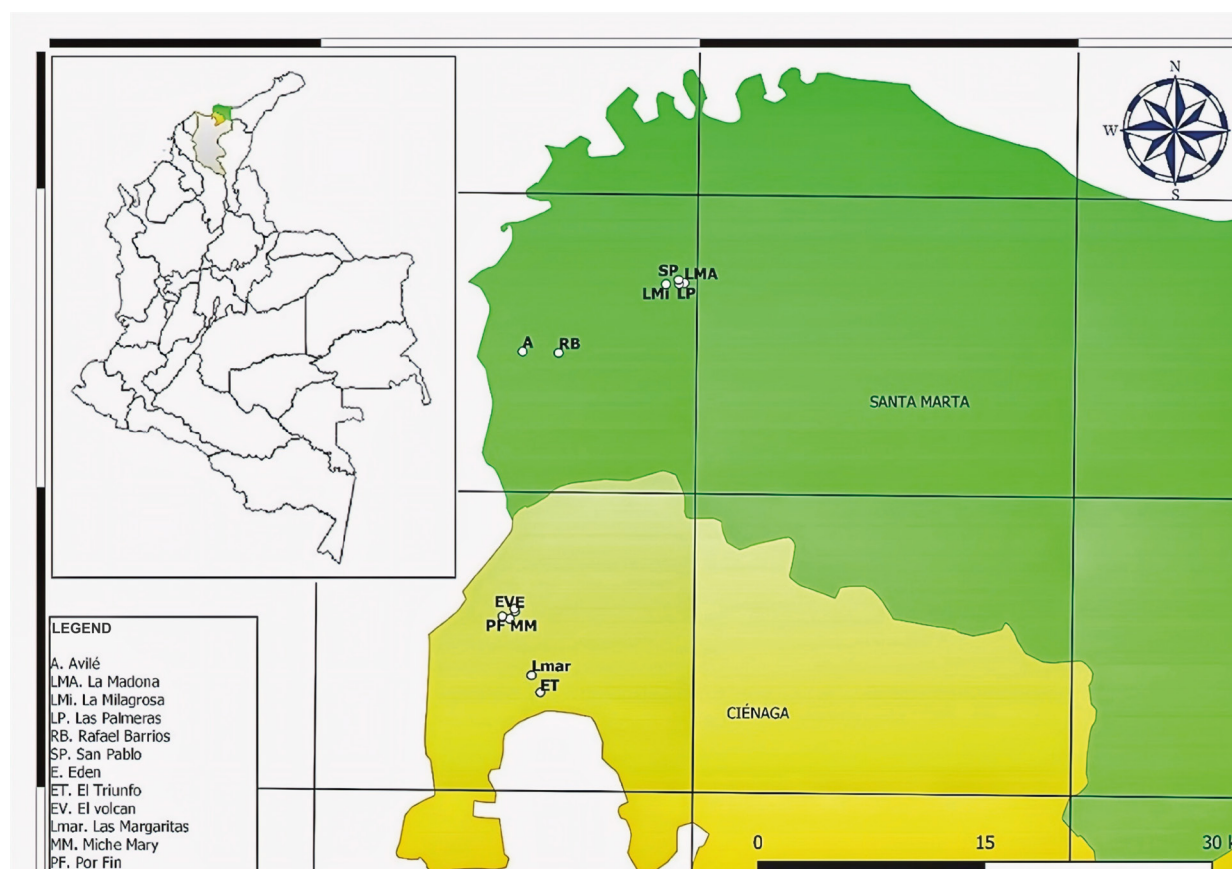 N
W
S
SP
LMA
LMi
LP
A
RB
SANTA MARTA
EVE
PF MM
Lmar
ET
CIÉNAGA
LEGEND
A. Avilé
LMA. La Madona
LMi. La Milagrosa
LP. Las Palmeras
RB. Rafael Barrios
SP. San Pablo
E. Eden
ET. El Triunfo
EV. El volcan
Lmar. Las Margaritas
MM. Miche Mary
PF. Por Fin
0 15 30